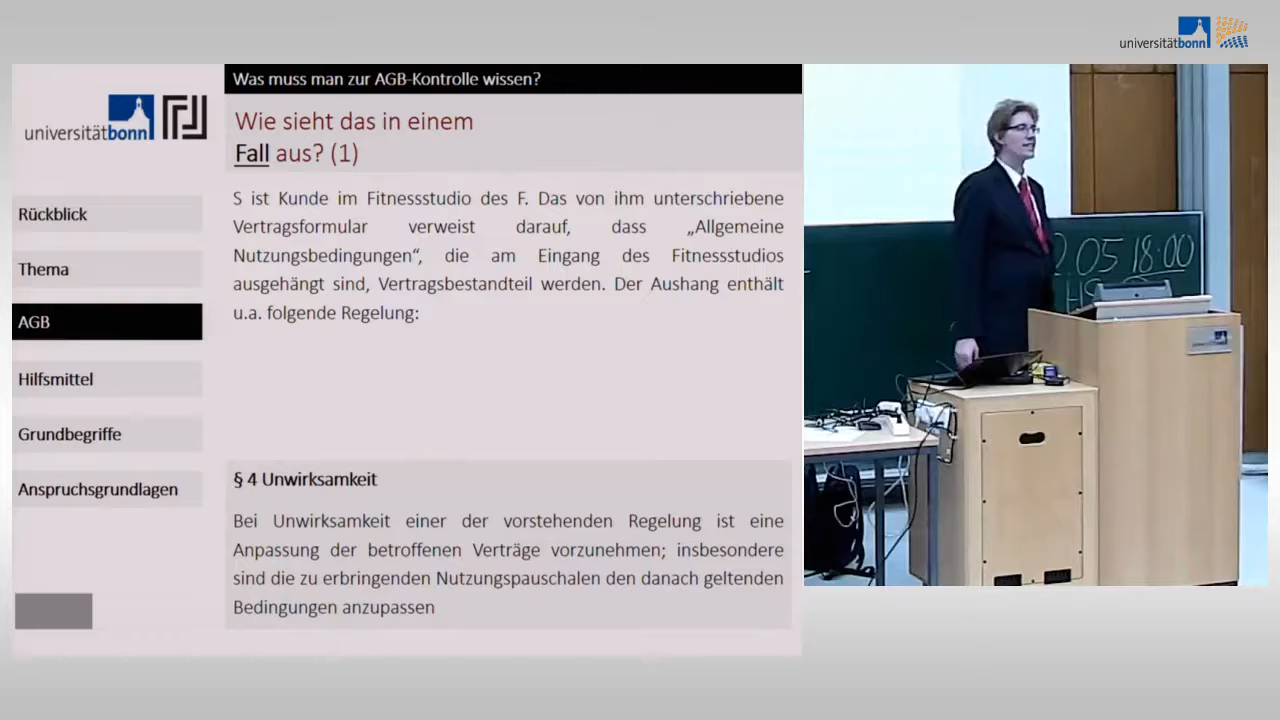 universitätbonn
Was muss man zur AGB-Kontrolle wissen?
universitätbonn
Wie sieht das in einem
Fall aus? (1)
S ist Kunde im Fitnessstudio des F. Das von ihm unterschriebene
Vertragsformular verweist darauf, dass „Allgemeine
Nutzungsbedingungen“, die am Eingang des Fitnessstudios
ausgehängt sind, Vertragsbestandteil werden. Der Aushang enthält
u.a. folgende Regelung:
Rückblick
Thema
AGB
Hilfsmittel
Grundbegriffe
Anspruchsgrundlagen
§ 4 Unwirksamkeit
Bei Unwirksamkeit einer der vorstehenden Regelung ist eine
Anpassung der betroffenen Verträge vorzunehmen; insbesondere
sind die zu erbringenden Nutzungspauschalen den danach geltenden
Bedingungen anzupassen
2.05 18:00